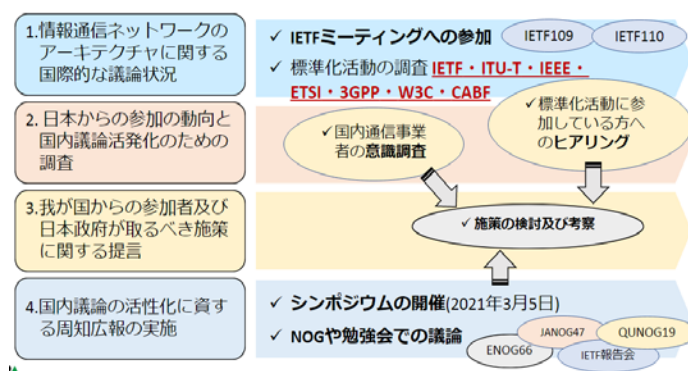 1.情報通信ネットワークの
アーキテクチャに関する
国際的な議論状況
✓ IETFミーティングへの参加
IETF109
IETF110
✓ 標準化活動の調査 IETF・ITU-T・IEEE・
ETSI・3GPP・W3C・CABF
2. 日本からの参加の動向と
国内議論活発化のための
調査
✓国内通信事業
者の意識調査
✓標準化活動に参
加している方へ
のヒアリング
3.我が国からの参加者及び
日本政府が取るべき施策
に関する提言
✓ 施策の検討及び考察
4.国内議論の活性化に資す
る周知広報の実施
✓ シンポジウムの開催(2021年3月5日)
✓ NOGや勉強会での議論
JANOG47
QUNOG19
ENOG66
IETF報告会